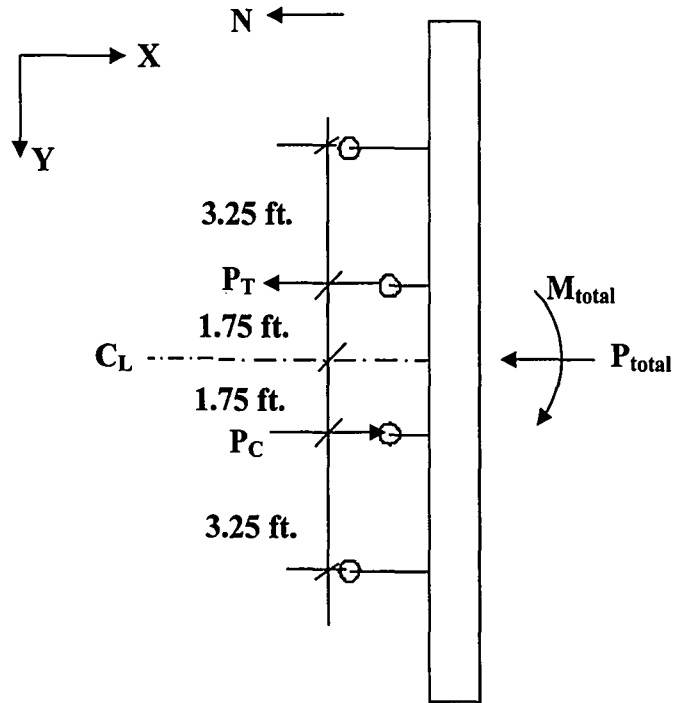 N
X
Y
3.25 ft.
P_T
M_total
1.75 ft.
C_L
P_total
1.75 ft.
P_C
3.25 ft.